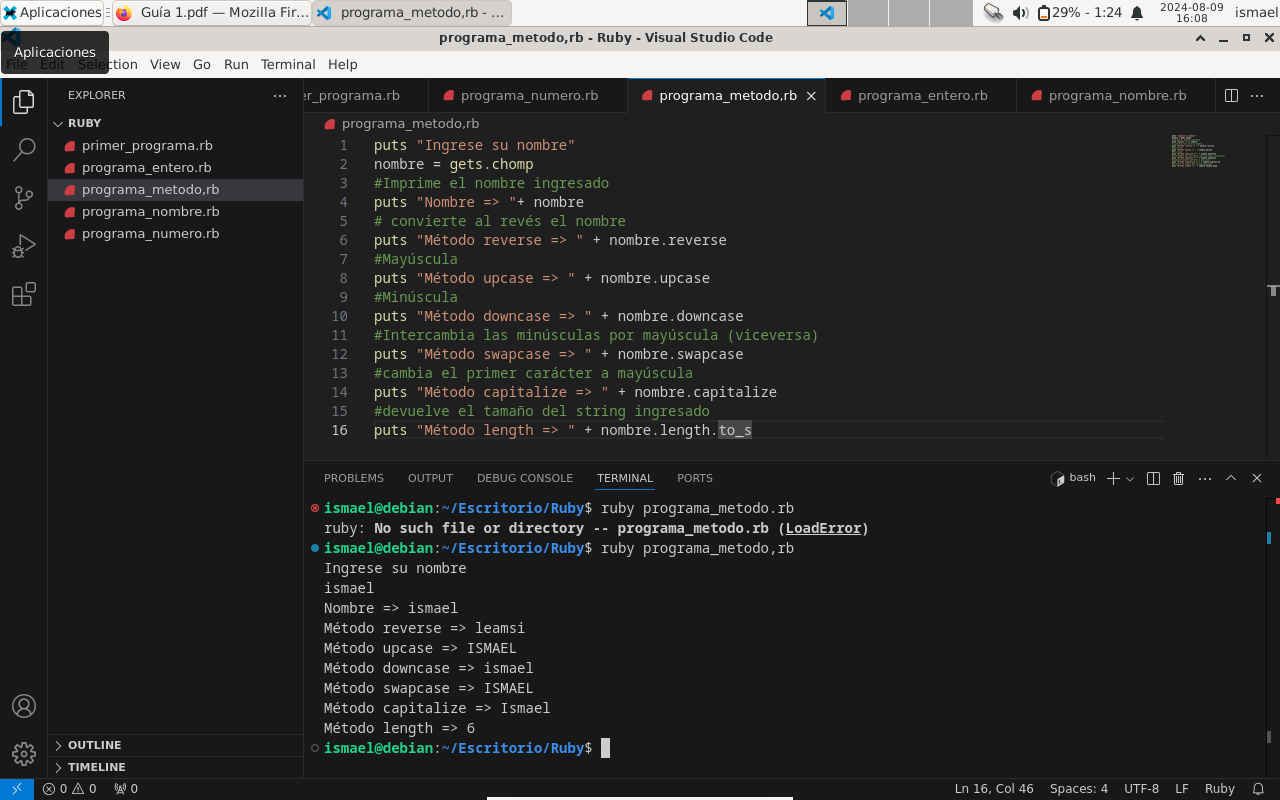 Aplicaciones
Guía 1.pdf — Mozilla Fir...
programa_metodo,rb - ...
29% - 1:24
2024-08-09
16:08
ismael
programa_metodo,rb - Ruby - Visual Studio Code
Aplicaciones
File Edit Selection View Go Run Terminal Help
EXPLORER
RUBY
primer_programa.rb
programa_entero.rb
programa_metodo,rb
programa_nombre.rb
programa_numero.rb
OUTLINE
TIMELINE
er_programa.rb
programa_numero.rb
programa_metodo,rb
programa_entero.rb
programa_nombre.rb
programa_metodo,rb
1 puts "Ingrese su nombre"
2 nombre = gets.chomp
3 #Imprime el nombre ingresado
4 puts "Nombre => "+ nombre
5 # convierte al revés el nombre
6 puts "Método reverse => " + nombre.reverse
7 #Mayúscula
8 puts "Método upcase => " + nombre.upcase
9 #Minúscula
10 puts "Método downcase => " + nombre.downcase
11 #Intercambia las minúsculas por mayúscula (viceversa)
12 puts "Método swapcase => " + nombre.swapcase
13 #cambia el primer carácter a mayúscula
14 puts "Método capitalize => " + nombre.capitalize
15 #devuelve el tamaño del string ingresado
16 puts "Método length => " + nombre.length.to_s
PROBLEMS OUTPUT DEBUG CONSOLE TERMINAL PORTS
bash
ismael@debian:~/Escritorio/Ruby$ ruby programa_metodo.rb
ruby: No such file or directory -- programa_metodo.rb (LoadError)
ismael@debian:~/Escritorio/Ruby$ ruby programa_metodo,rb
Ingrese su nombre
ismael
Nombre => ismael
Método reverse => leamsi
Método upcase => ISMAEL
Método downcase => ismael
Método swapcase => ISMAEL
Método capitalize => Ismael
Método length => 6
ismael@debian:~/Escritorio/Ruby$
0 0 0
Ln 16, Col 46 Spaces: 4 UTF-8 LF Ruby